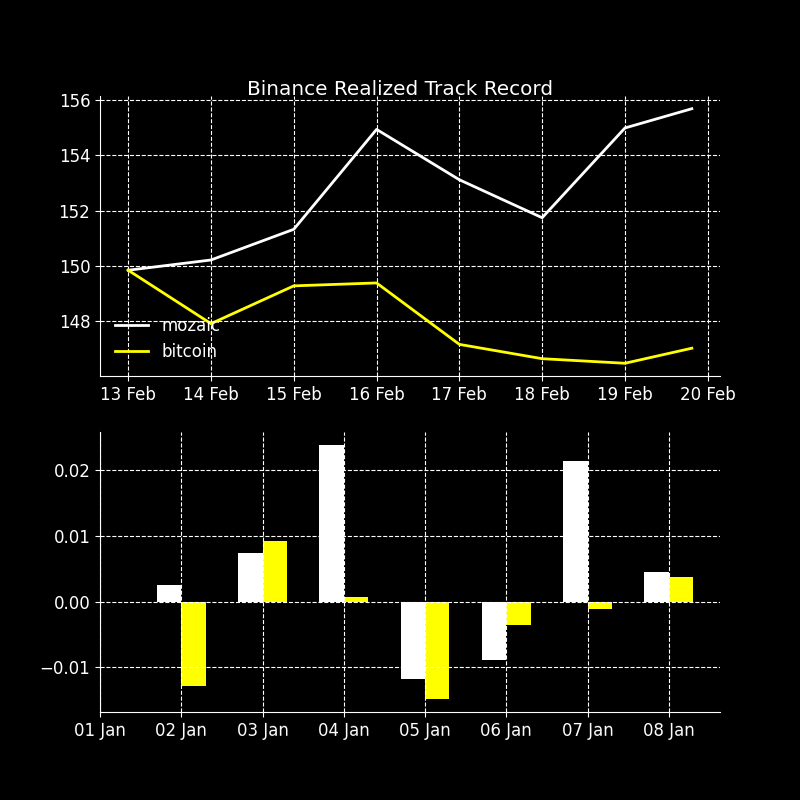 Binance Realized Track Record
156
154
152
150
148
mozaic
bitcoin
13 Feb 14 Feb 15 Feb 16 Feb 17 Feb 18 Feb 19 Feb 20 Feb
0.02
0.01
0.00
−0.01
01 Jan 02 Jan 03 Jan 04 Jan 05 Jan 06 Jan 07 Jan 08 Jan